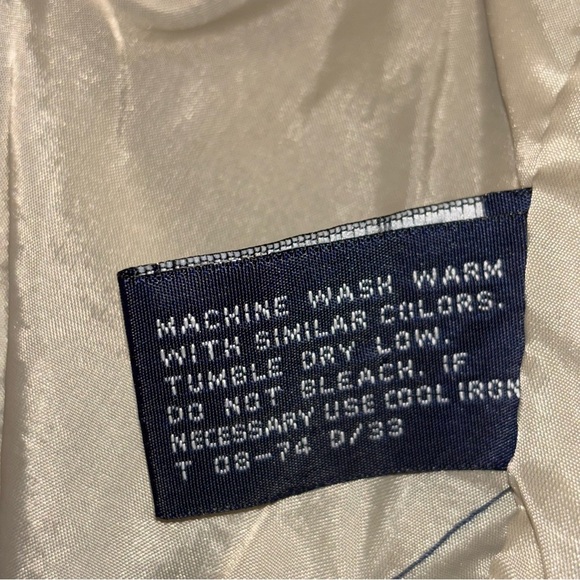 MACHINE WASH WARM
WITH SIMILAR COLORS.
TUMBLE DRY LOW.
DO NOT BLEACH. IF
NECESSARY USE COOL IRON
T 08-74 D/33